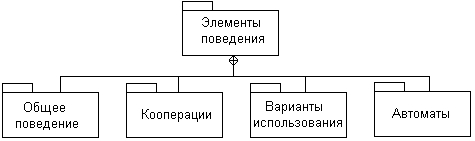 Элементы
поведения
Общее
поведение
Кооперации
Варианты
использования
Автоматы